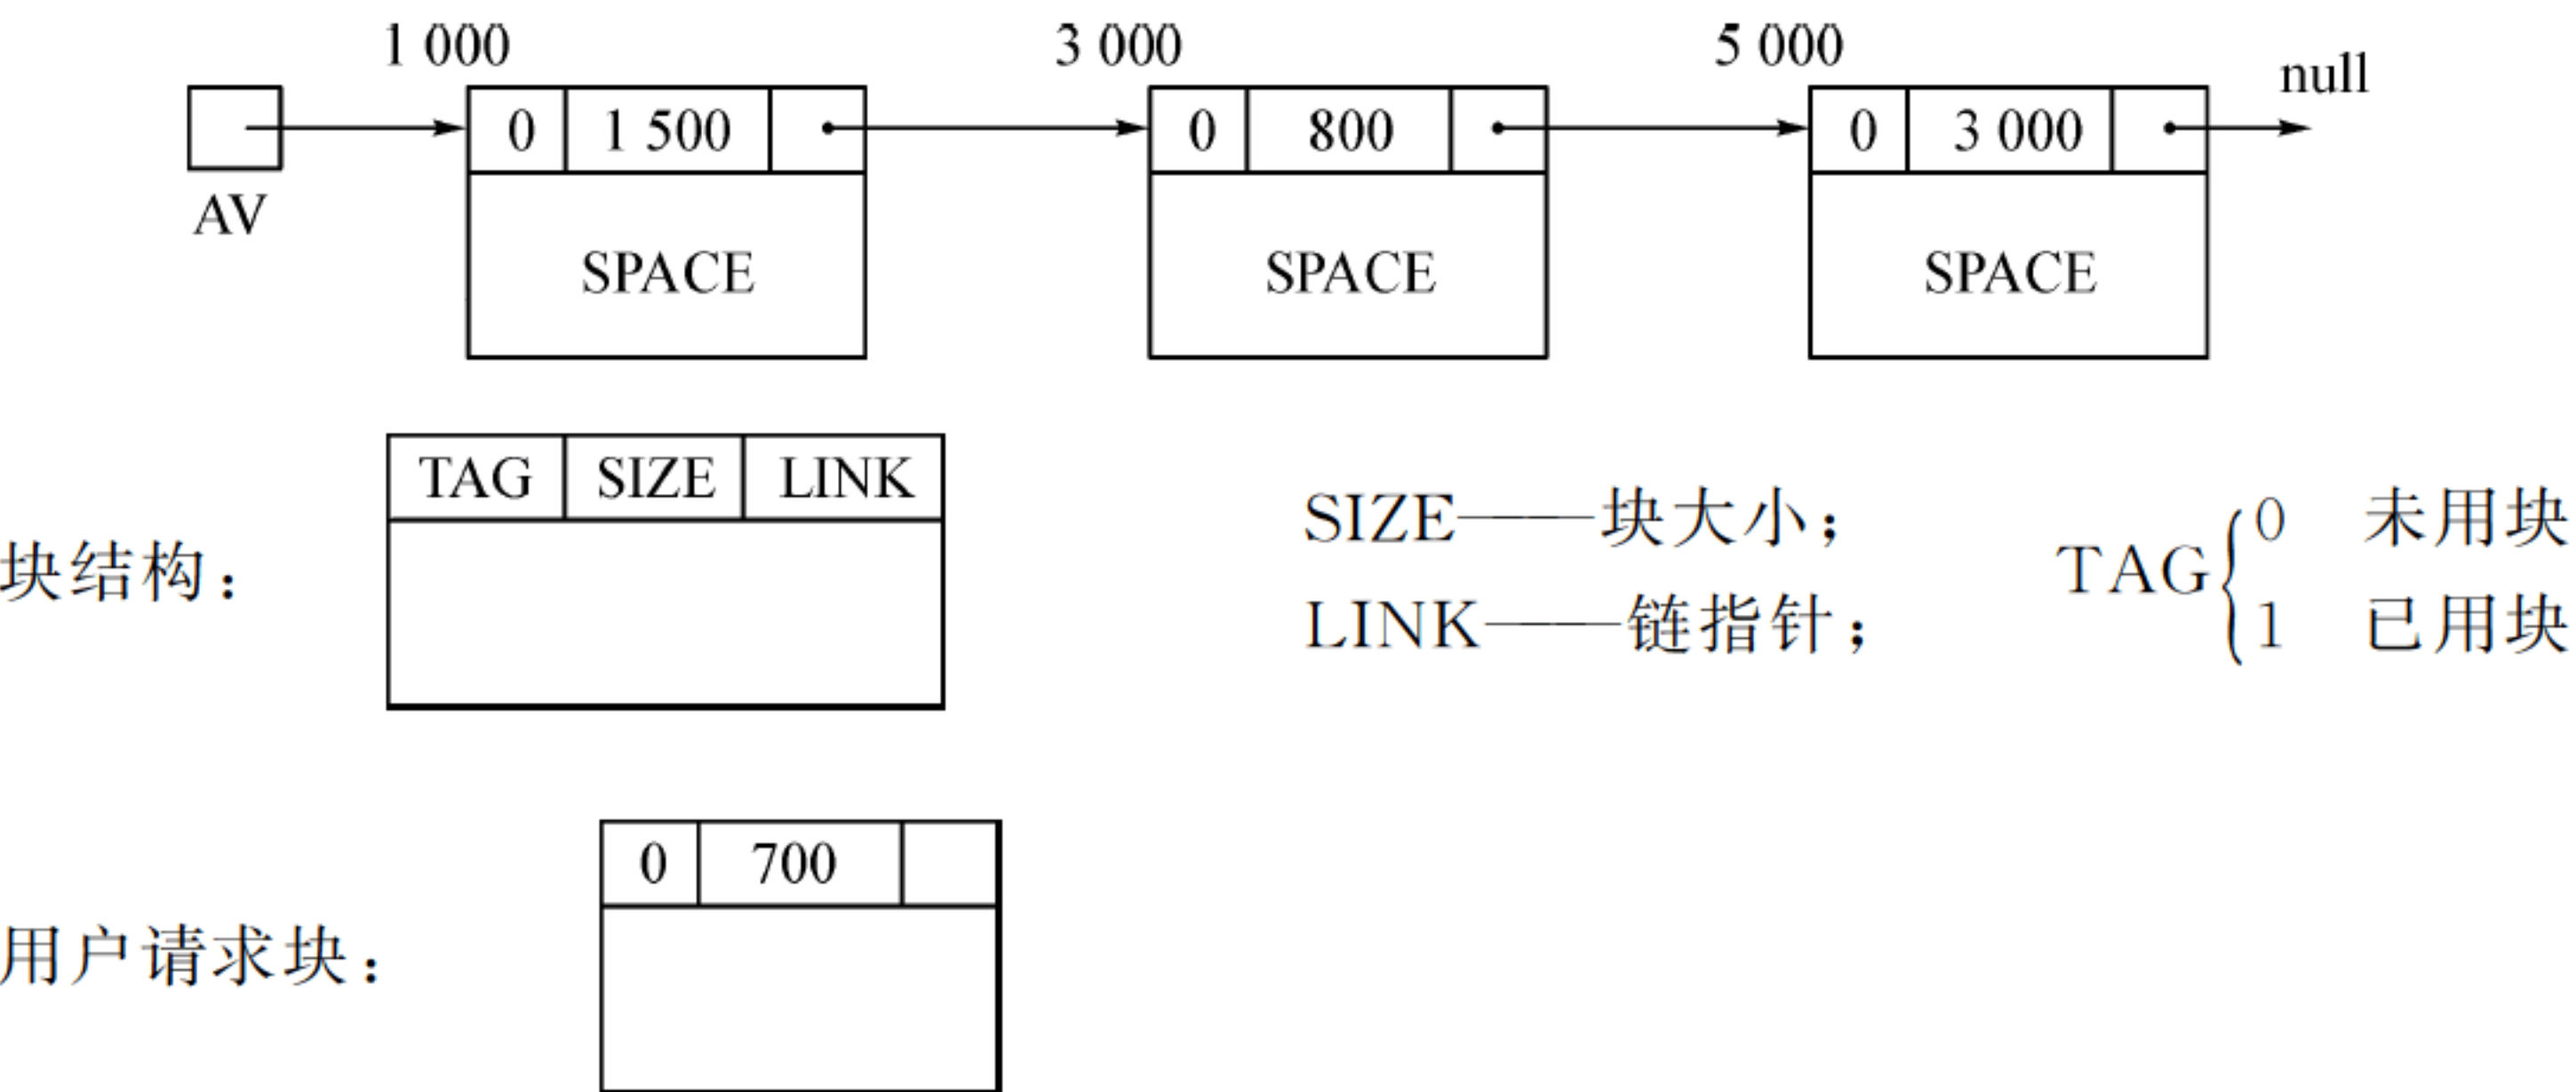 1 000 3 000 5 000 null
0 1 500 0 800 0 3 000
AV
SPACE SPACE SPACE
TAG SIZE LINK
块结构：
SIZE——块大小； TAG{0 未用块
LINK——链指针； 1 已用块
0 700
用户请求块：